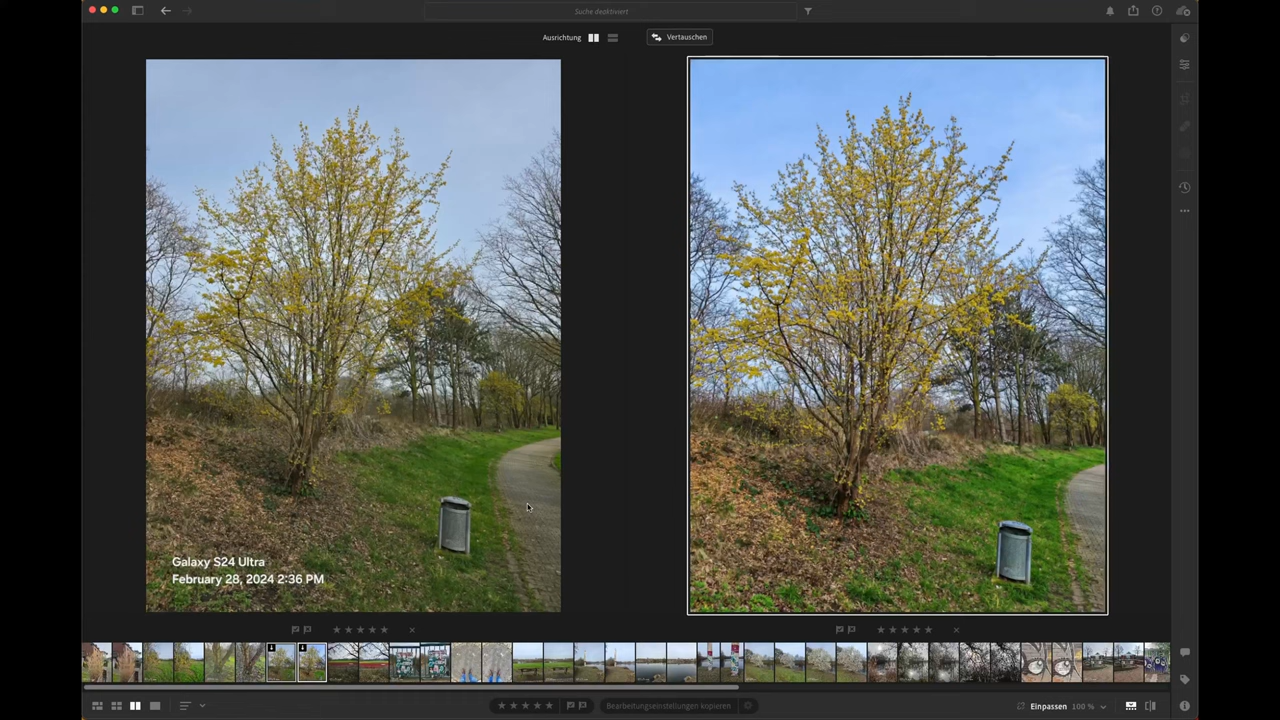 Suche deaktiviert
Ausrichtung
Vertauschen
Galaxy S24 Ultra
February 28, 2024 2:36 PM
Bearbeitungseinstellungen kopieren
Einpassen 100 %